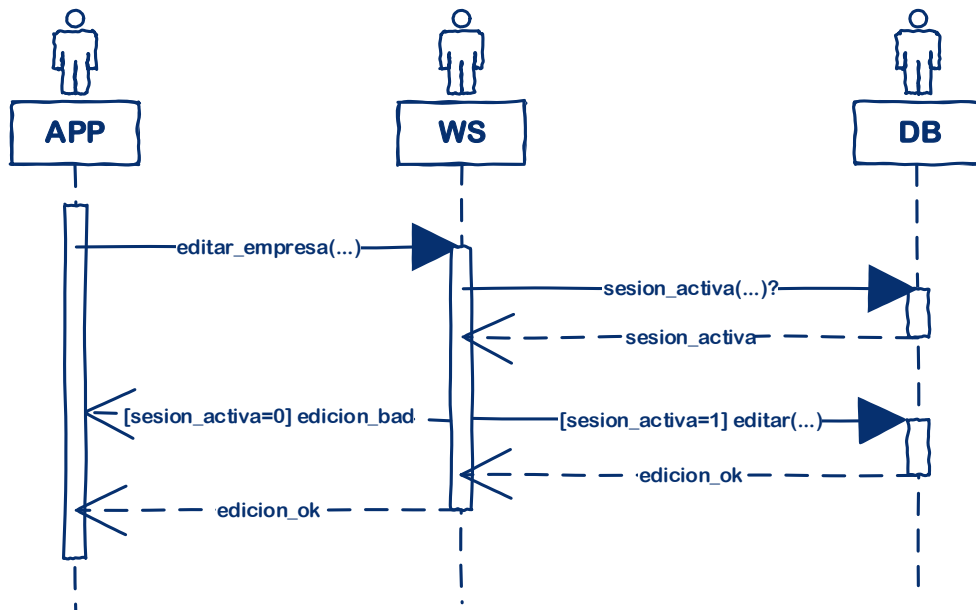 APP
WS
DB
editar_empresa(...)
sesion_activa(...)?
sesion_activa
[sesion_activa=0] edicion_bad
[sesion_activa=1] editar(...)
edicion_ok
edicion_ok